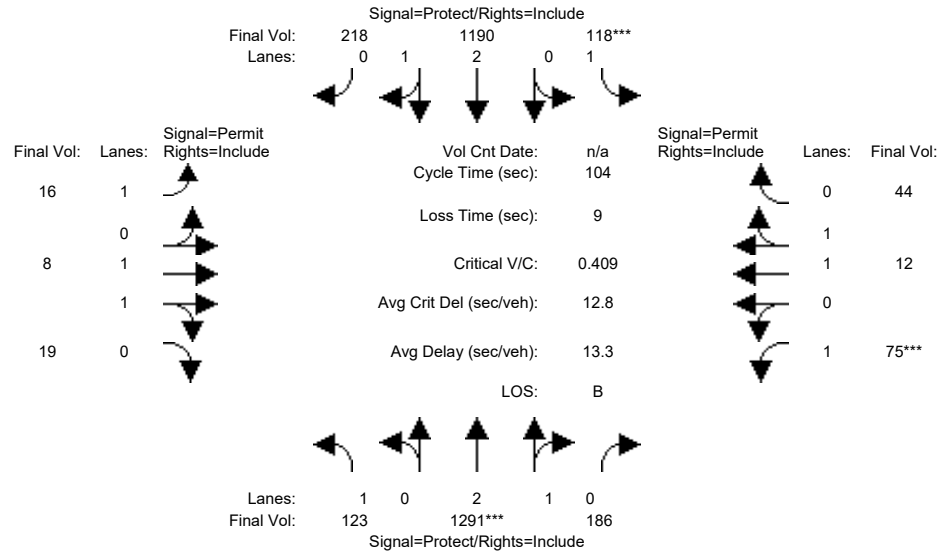 Signal=Protect/Rights=Include
Final Vol: 218 1190 118***
Lanes: 0 1 2 0 1
Signal=Permit Signal=Permit
Final Vol: Lanes: Rights=Include Vol Cnt Date: n/a Rights=Include Lanes: Final Vol:
Cycle Time (sec): 104
16 1 0 44
Loss Time (sec): 9
0 1
8 1 Critical V/C: 0.409 1 12
1 Avg Crit Del (sec/veh): 12.8 0
19 0 Avg Delay (sec/veh): 13.3 1 75***
LOS: B
Lanes: 1 0 2 1 0
Final Vol: 123 1291*** 186
Signal=Protect/Rights=Include